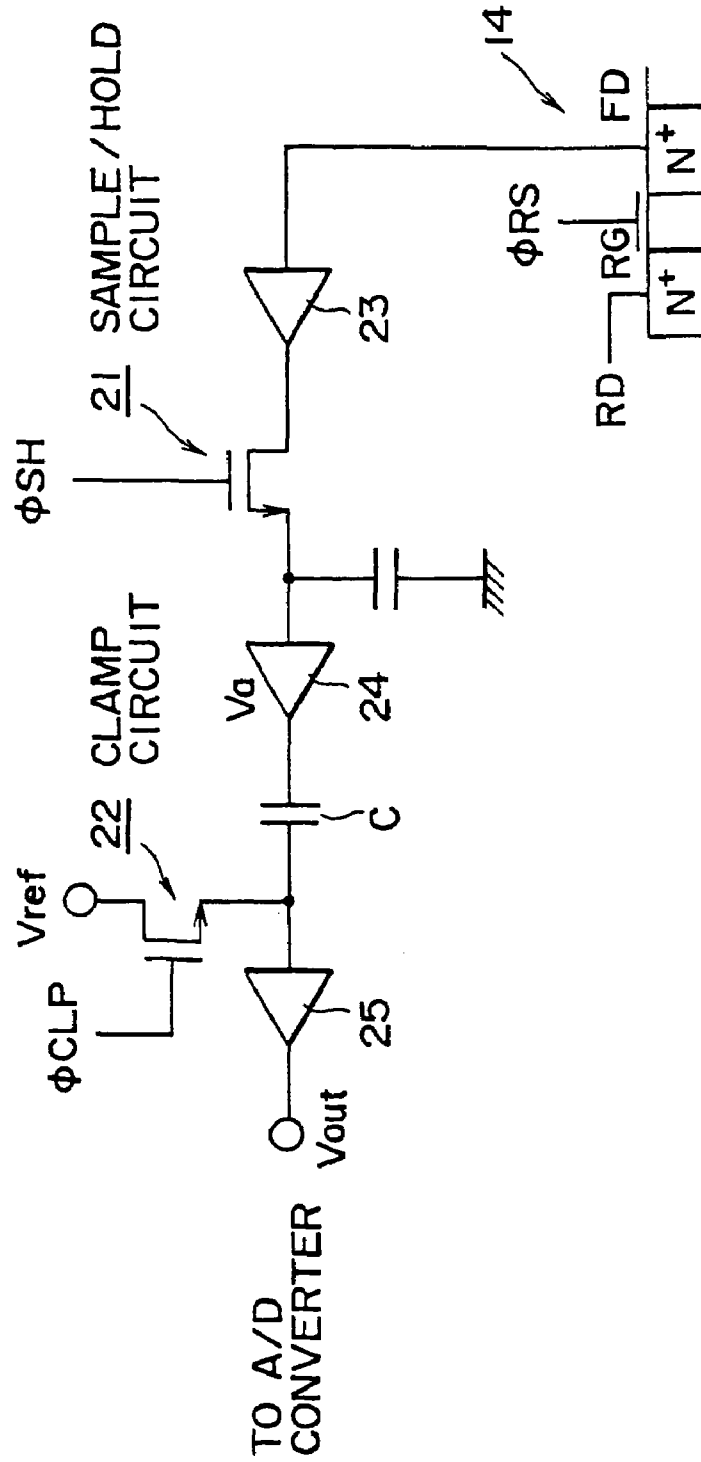 TO A/D
CONVERTER
Vout
25
ϕCLP
Vref
22 CLAMP
CIRCUIT
C
Va
24
ϕSH
21 SAMPLE/HOLD
CIRCUIT
23
14
ϕRS
RD
RG
FD
N+
N+